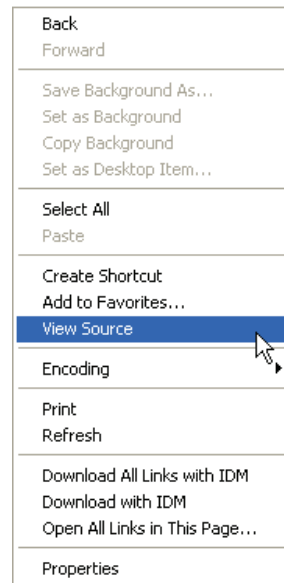 Back
Forward
Save Background As...
Set as Background
Copy Background
Set as Desktop Item...
Select All
Paste
Create Shortcut
Add to Favorites...
View Source
Encoding
Print
Refresh
Download All Links with IDM
Download with IDM
Open All Links in This Page...
Properties